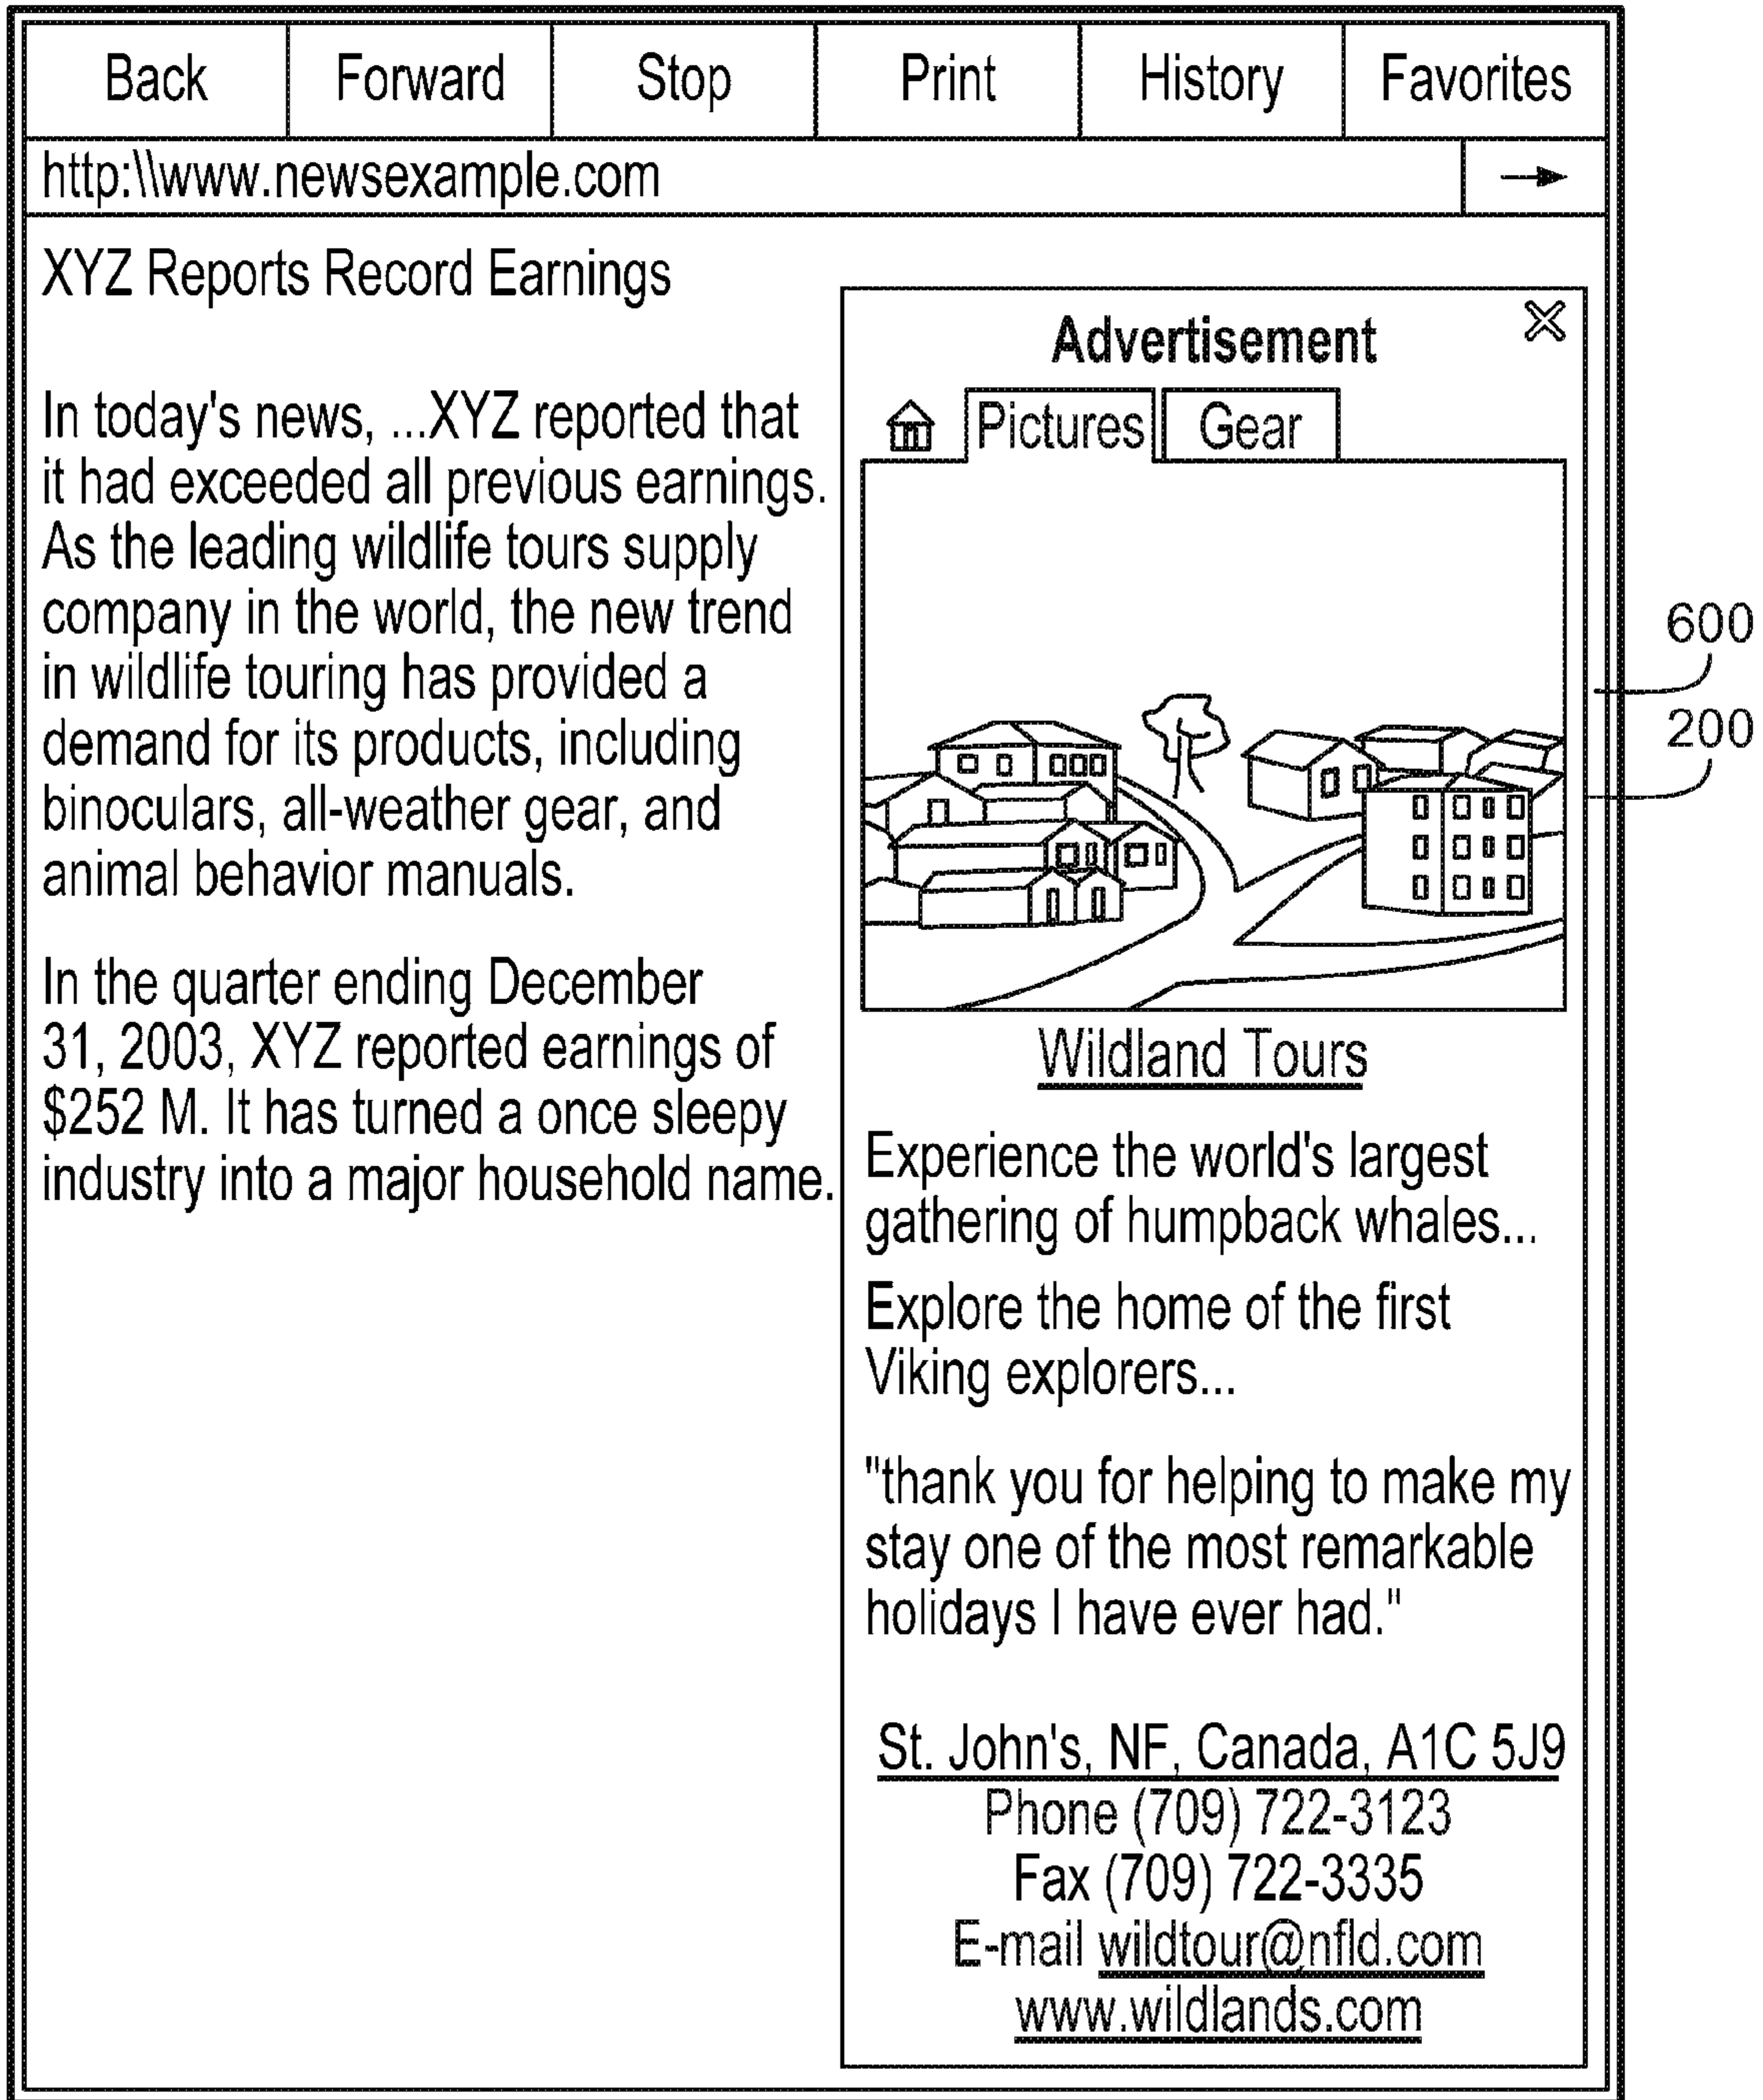 Back Forward Stop Print History Favorites
http:\\www.newsexample.com
XYZ Reports Record Earnings
In today's news, ...XYZ reported that
it had exceeded all previous earnings.
As the leading wildlife tours supply
company in the world, the new trend
in wildlife touring has provided a
demand for its products, including
binoculars, all-weather gear, and
animal behavior manuals.
In the quarter ending December
31, 2003, XYZ reported earnings of
$252 M. It has turned a once sleepy
industry into a major household name.
Advertisement
Pictures Gear
Wildland Tours
Experience the world's largest
gathering of humpback whales...
Explore the home of the first
Viking explorers...
"thank you for helping to make my
stay one of the most remarkable
holidays I have ever had."
St. John's, NF, Canada, A1C 5J9
Phone (709) 722-3123
Fax (709) 722-3335
E-mail wildtour@nfld.com
www.wildlands.com
600
200